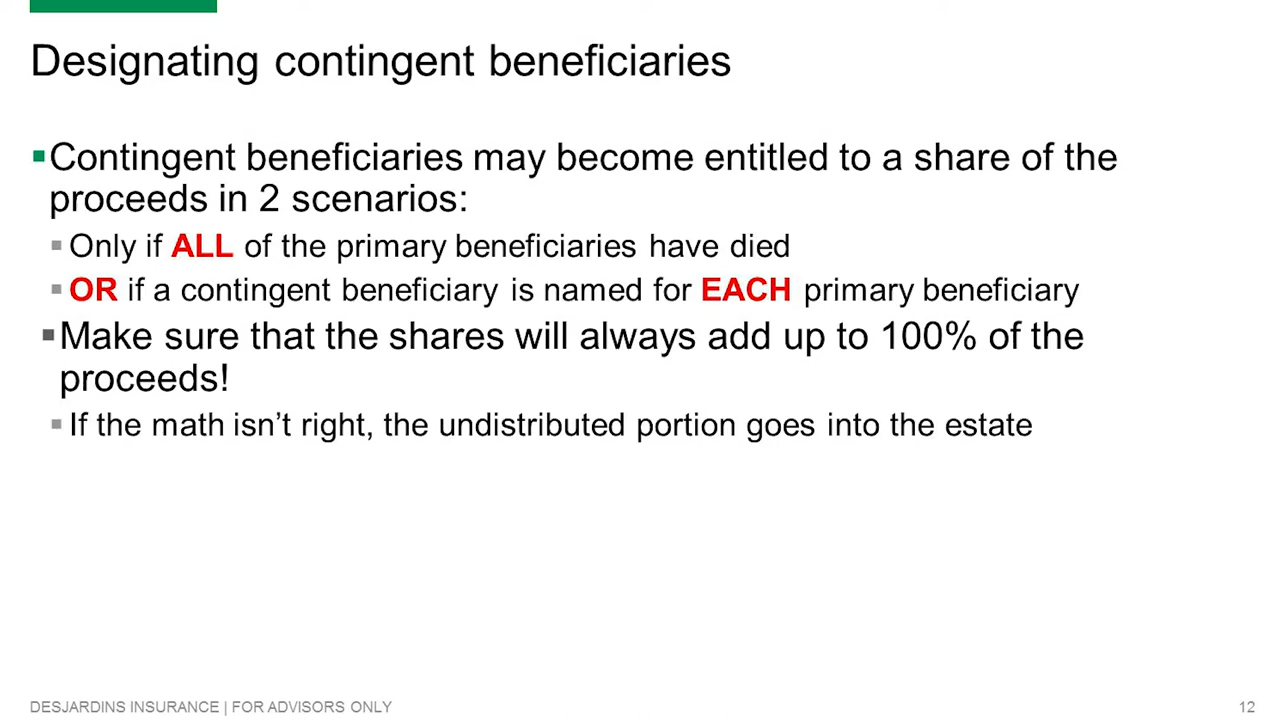 Designating contingent beneficiaries
▪Contingent beneficiaries may become entitled to a share of the
proceeds in 2 scenarios:
▪Only if ALL of the primary beneficiaries have died
▪OR if a contingent beneficiary is named for EACH primary beneficiary
▪Make sure that the shares will always add up to 100% of the
proceeds!
▪If the math isn’t right, the undistributed portion goes into the estate
DESJARDINS INSURANCE | FOR ADVISORS ONLY
12